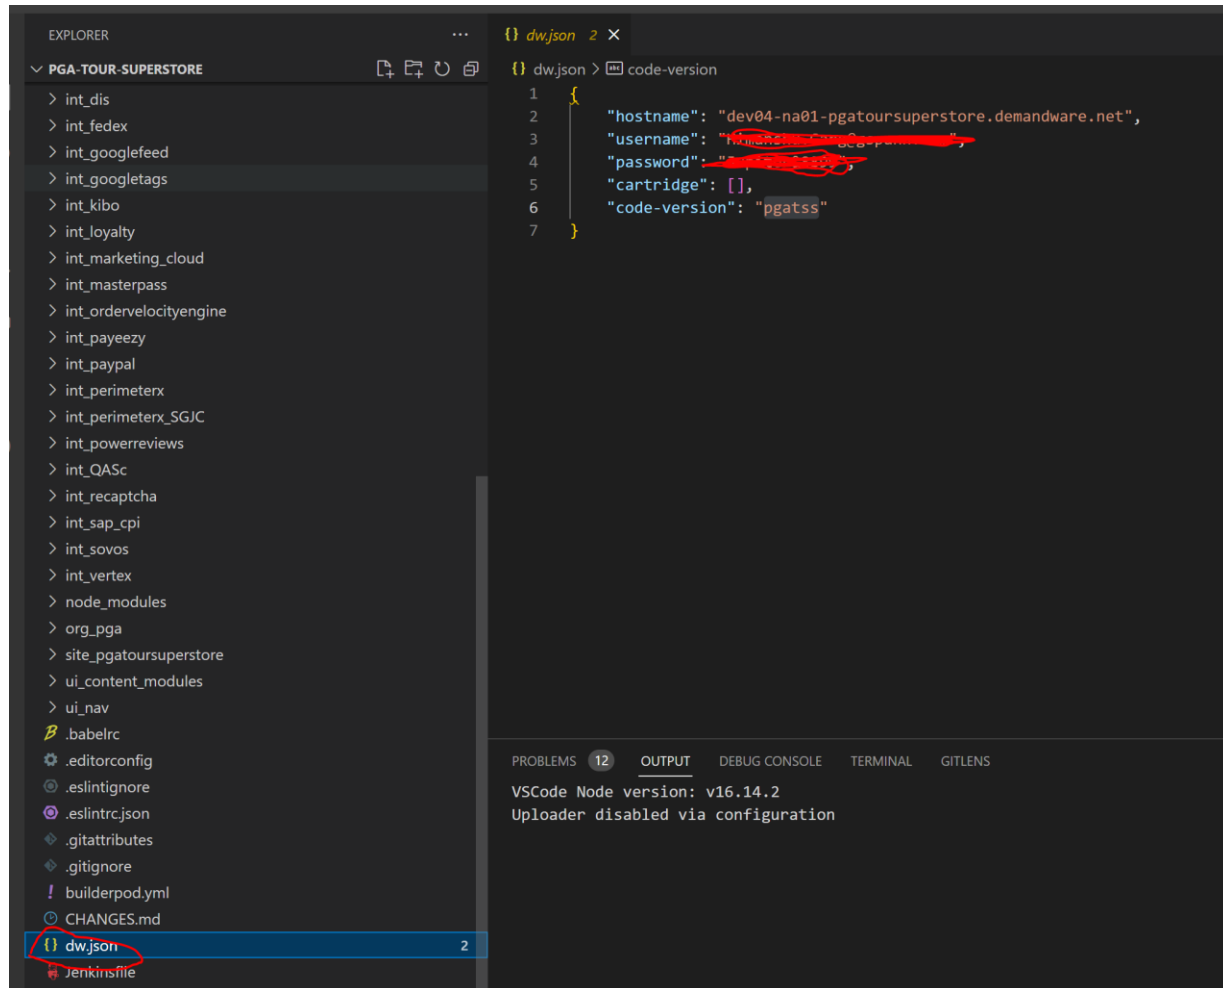 EXPLORER
PGA-TOUR-SUPERSTORE
int_dis
int_fedex
int_googlefeed
int_googletags
int_kibo
int_loyalty
int_marketing_cloud
int_masterpass
int_ordervelocityengine
int_payeezy
int_paypal
int_perimeterx
int_perimeterx_SGJC
int_powerreviews
int_QASc
int_recaptcha
int_sap_cpi
int_sovos
int_vertex
node_modules
org_pga
site_pgatoursuperstore
ui_content_modules
ui_nav
.babelrc
.editorconfig
.eslintignore
.eslintrc.json
.gitattributes
.gitignore
builderpod.yml
CHANGES.md
{} dw.json 2
Jenkinsfile
{} dw.json 2
{} dw.json > code-version
1 {
2 "hostname": "dev04-na01-pgatoursuperstore.demandware.net",
3 "username":
4 "password":
5 "cartridge": [],
6 "code-version": "pgatss"
7 }
PROBLEMS 12 OUTPUT DEBUG CONSOLE TERMINAL GITLENS
VSCode Node version: v16.14.2
Uploader disabled via configuration